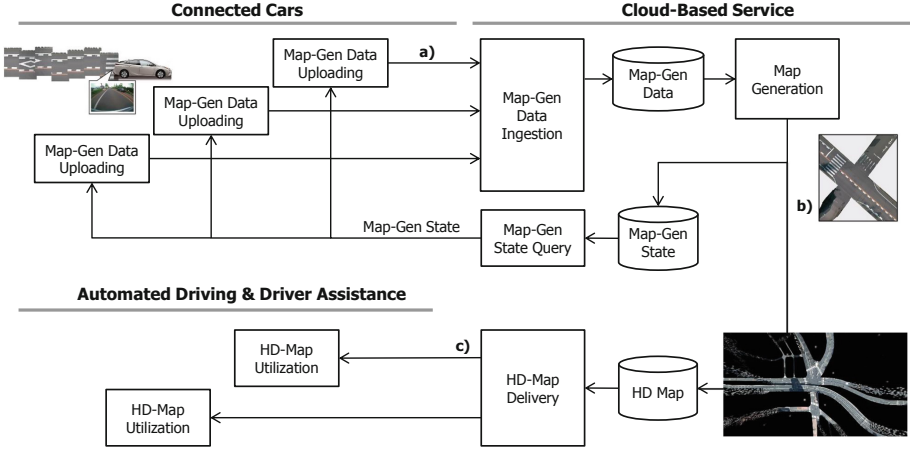 Connected Cars
Cloud-Based Service
Map-Gen Data
Uploading
a)
Map-Gen Data
Uploading
Map-Gen Data
Uploading
Map-Gen
Data
Ingestion
Map-Gen
Data
Map
Generation
b)
Map-Gen State
Map-Gen
State Query
Map-Gen
State
Automated Driving & Driver Assistance
HD-Map
Utilization
c)
HD-Map
Utilization
HD-Map
Delivery
HD Map